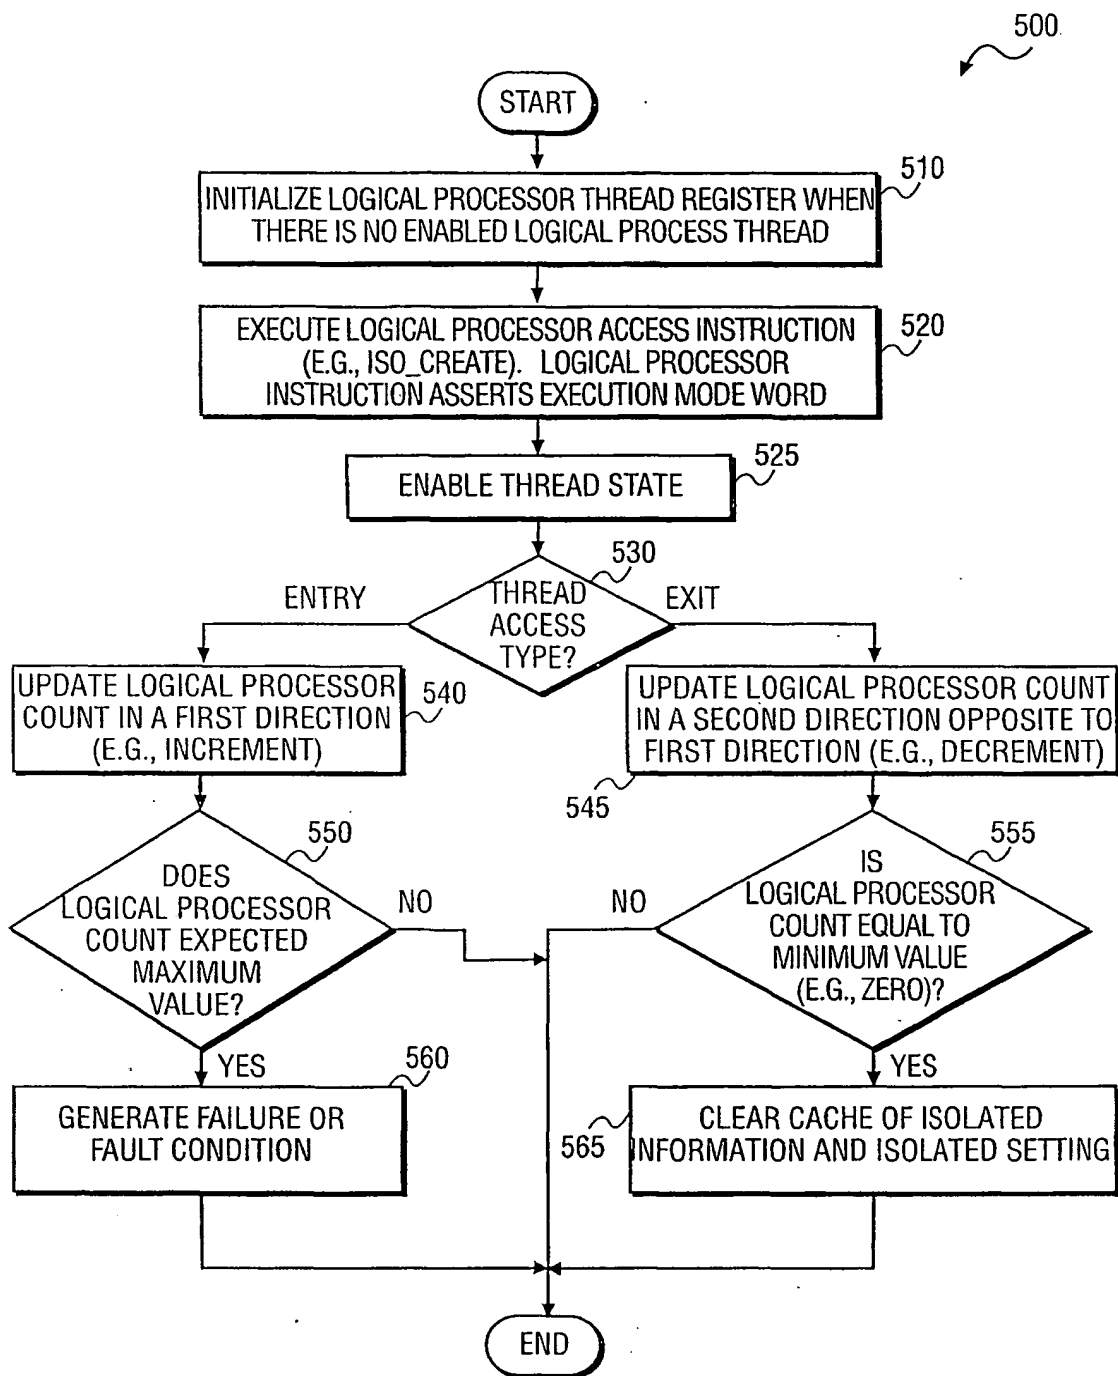 500
START
510
INITIALIZE LOGICAL PROCESSOR THREAD REGISTER WHEN
THERE IS NO ENABLED LOGICAL PROCESS THREAD
EXECUTE LOGICAL PROCESSOR ACCESS INSTRUCTION
(E.G., ISO_CREATE). LOGICAL PROCESSOR
INSTRUCTION ASSERTS EXECUTION MODE WORD
520
ENABLE THREAD STATE
525
530
THREAD
ACCESS
TYPE?
ENTRY
EXIT
UPDATE LOGICAL PROCESSOR
COUNT IN A FIRST DIRECTION
(E.G., INCREMENT)
540
UPDATE LOGICAL PROCESSOR COUNT
IN A SECOND DIRECTION OPPOSITE TO
FIRST DIRECTION (E.G., DECREMENT)
545
550
DOES
LOGICAL PROCESSOR
COUNT EXPECTED
MAXIMUM
VALUE?
NO
YES
555
IS
LOGICAL PROCESSOR
COUNT EQUAL TO
MINIMUM VALUE
(E.G., ZERO)?
NO
YES
560
GENERATE FAILURE OR
FAULT CONDITION
565
CLEAR CACHE OF ISOLATED
INFORMATION AND ISOLATED SETTING
END